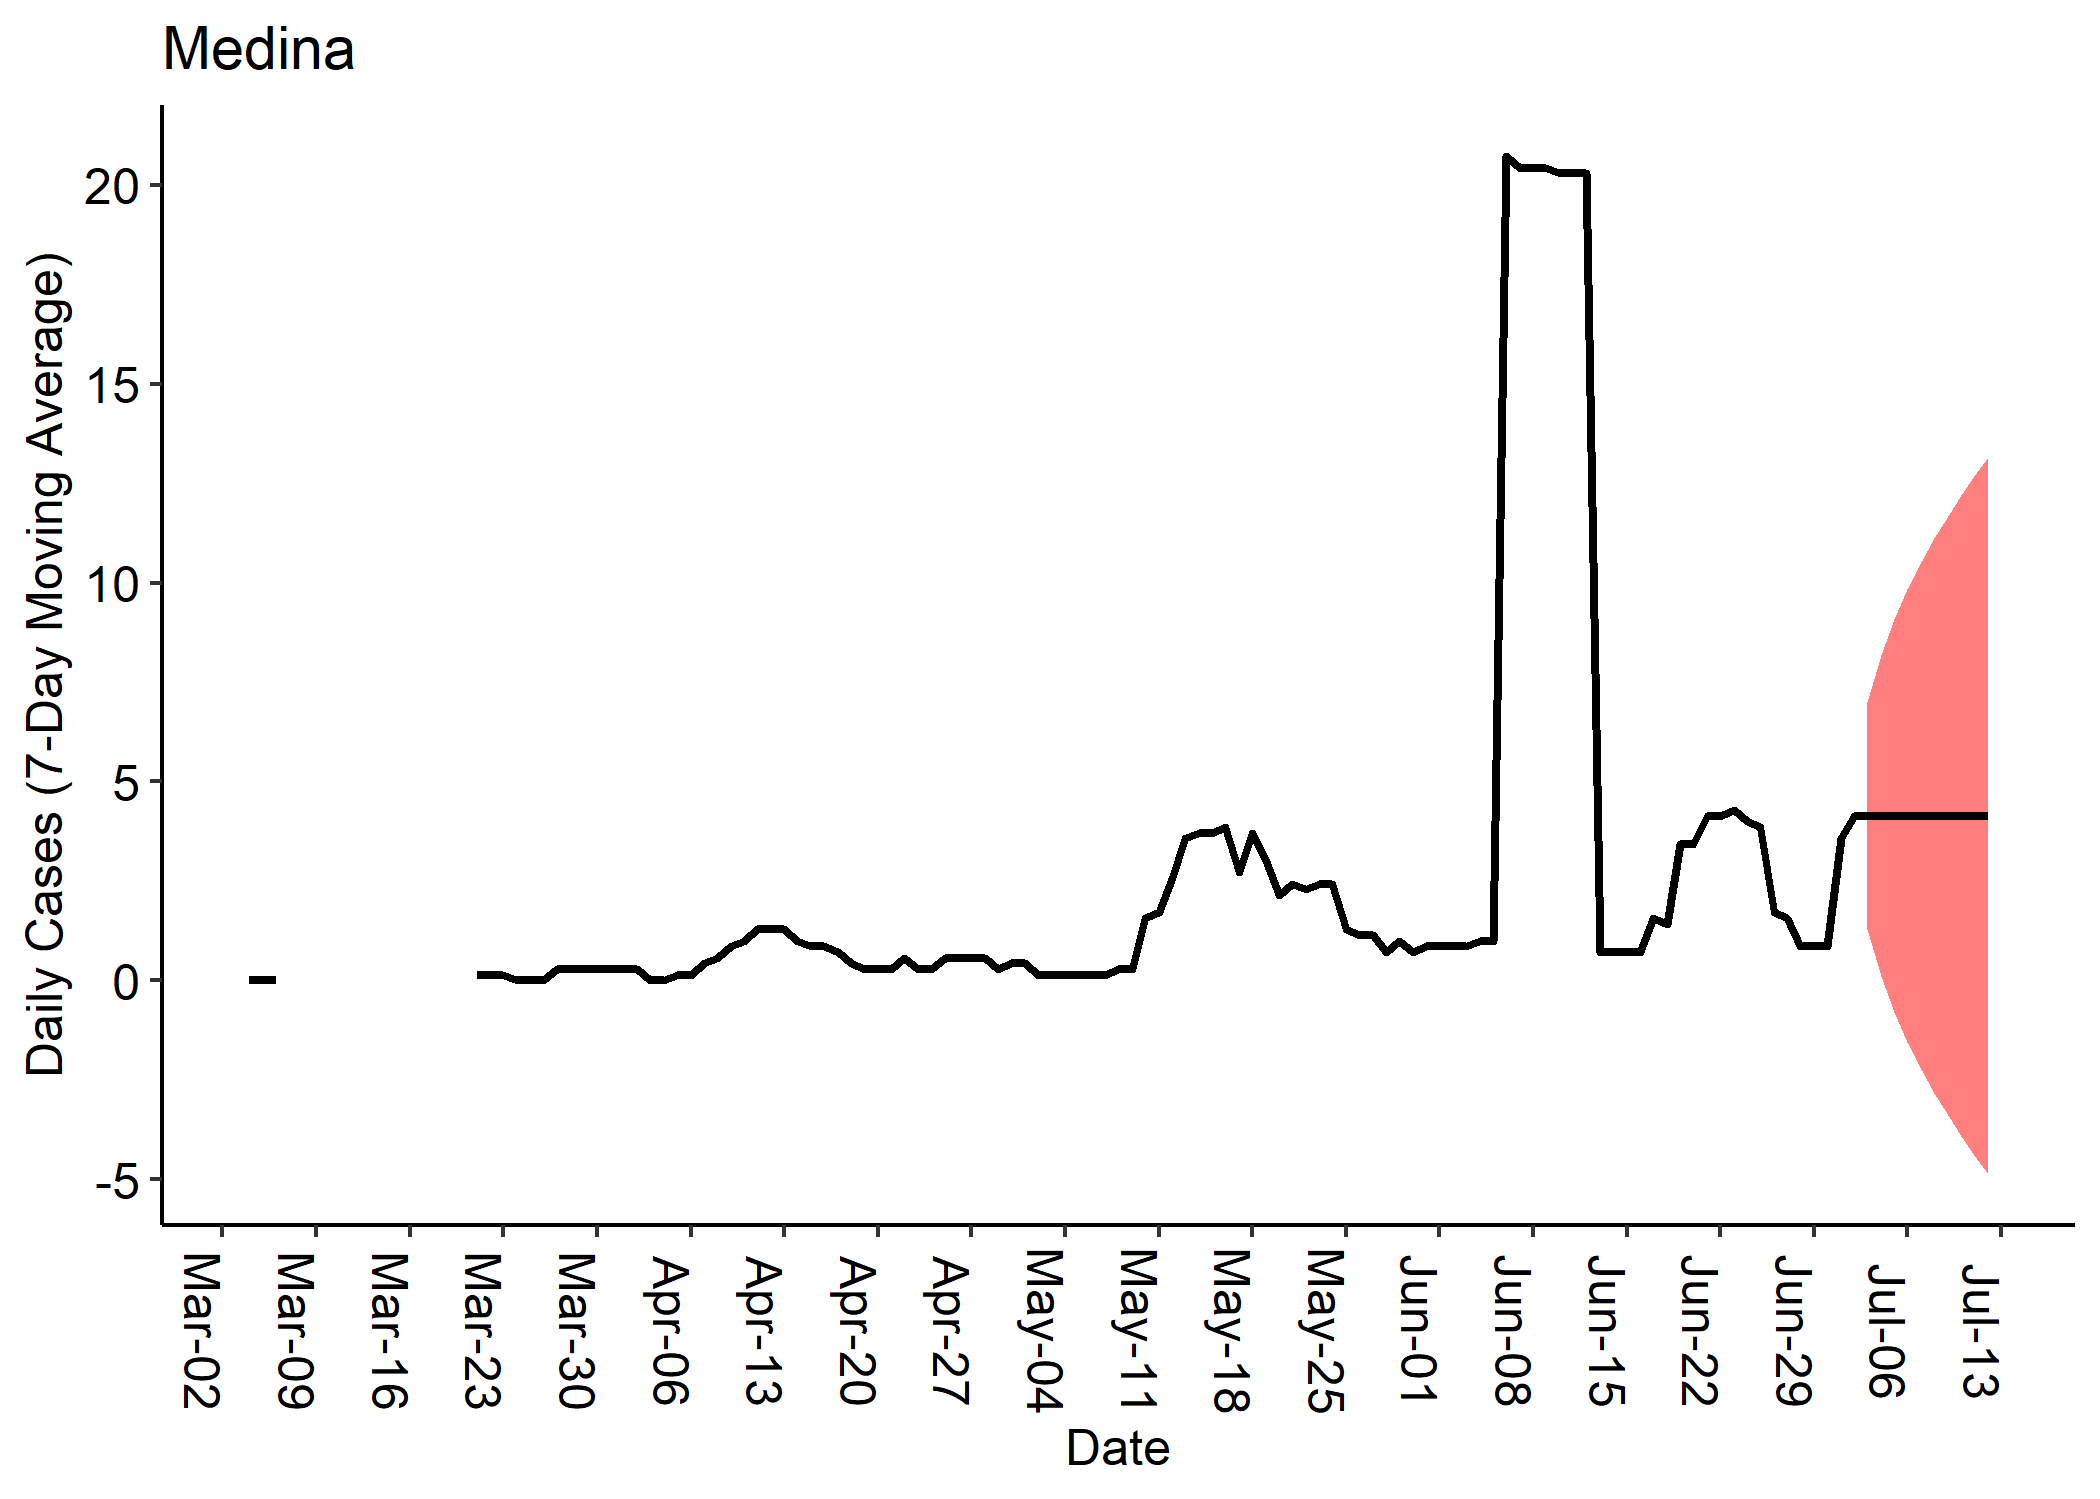 Medina
Daily Cases (7-Day Moving Average)
20
15
10
5
0
-5
Mar-02
Mar-09
Mar-16
Mar-23
Mar-30
Apr-06
Apr-13
Apr-20
Apr-27
May-04
May-11
May-18
May-25
Jun-01
Jun-08
Jun-15
Jun-22
Jun-29
Jul-06
Jul-13
Date